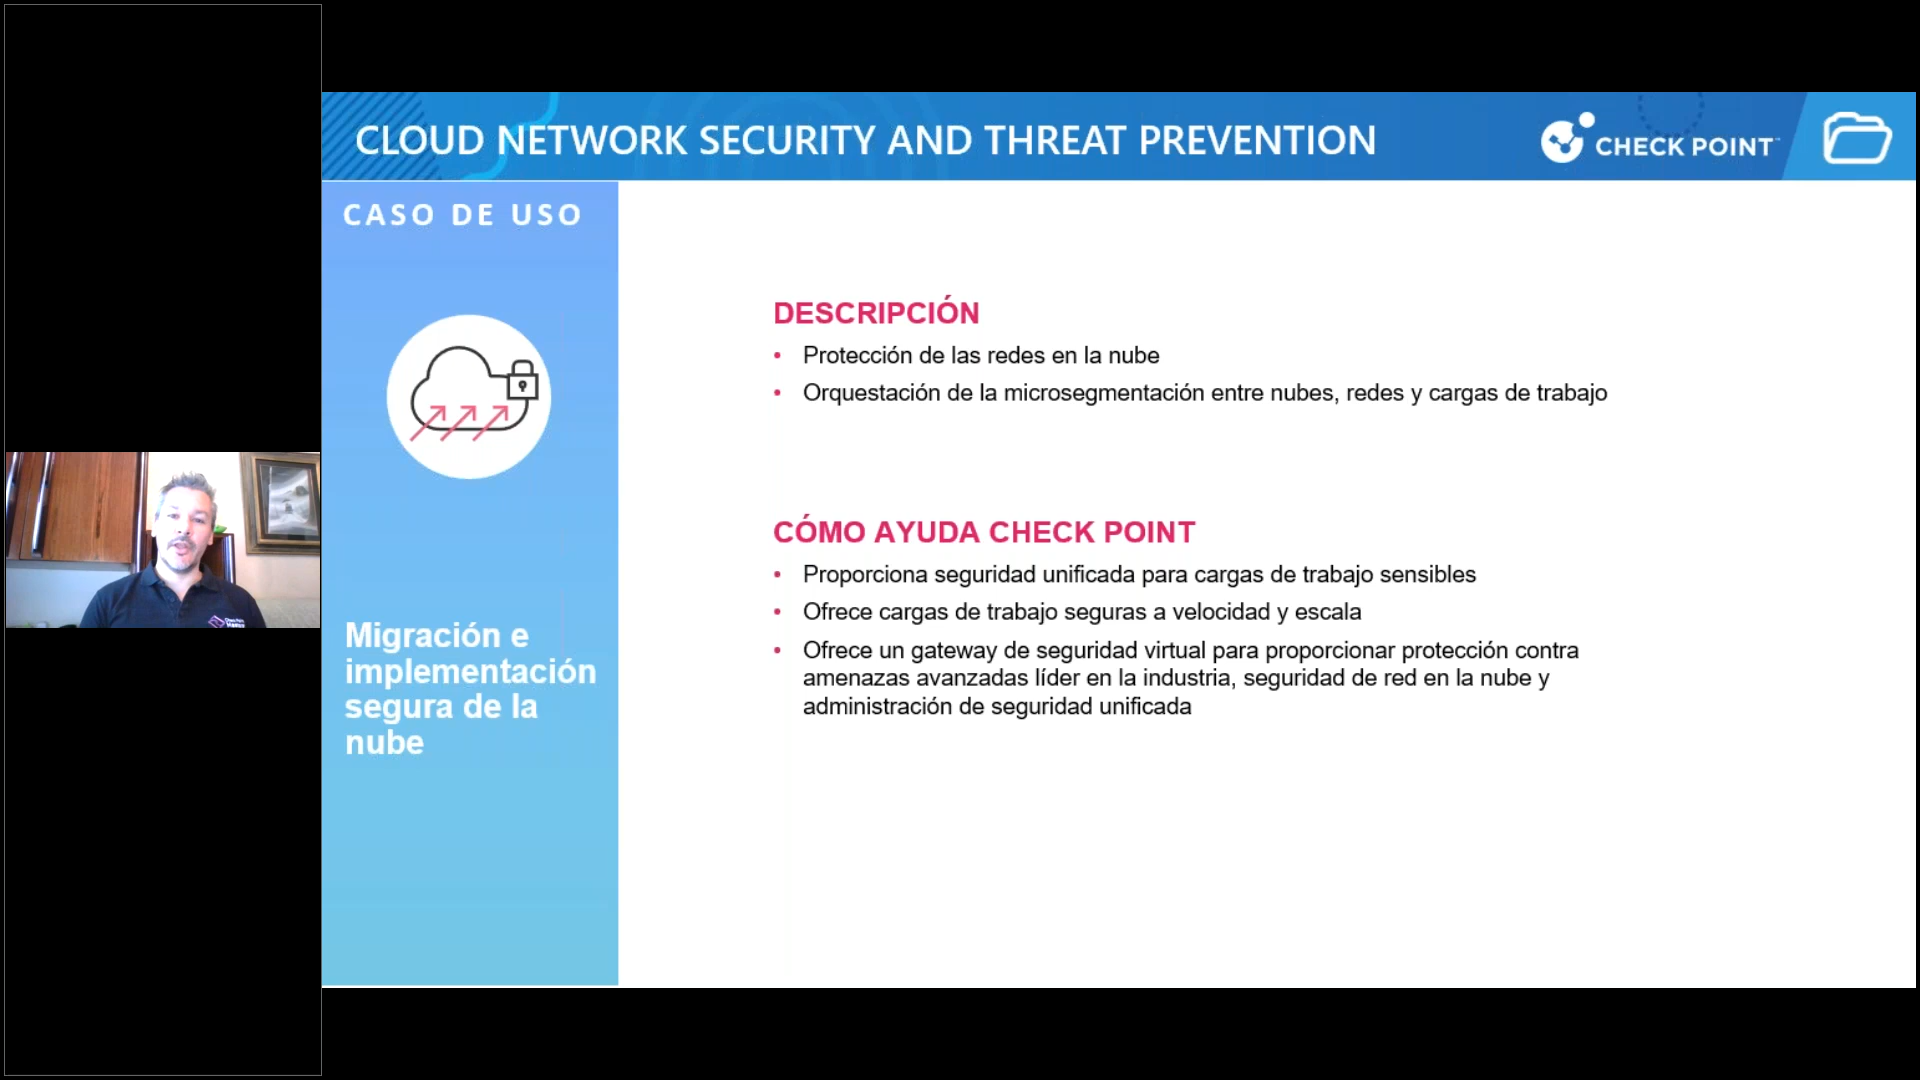 CLOUD NETWORK SECURITY AND THREAT PREVENTION
CHECK POINT
CASO DE USO
Migración e
implementación
segura de la
nube
DESCRIPCIÓN
• Protección de las redes en la nube
• Orquestación de la microsegmentación entre nubes, redes y cargas de trabajo
CÓMO AYUDA CHECK POINT
• Proporciona seguridad unificada para cargas de trabajo sensibles
• Ofrece cargas de trabajo seguras a velocidad y escala
• Ofrece un gateway de seguridad virtual para proporcionar protección contra
amenazas avanzadas líder en la industria, seguridad de red en la nube y
administración de seguridad unificada